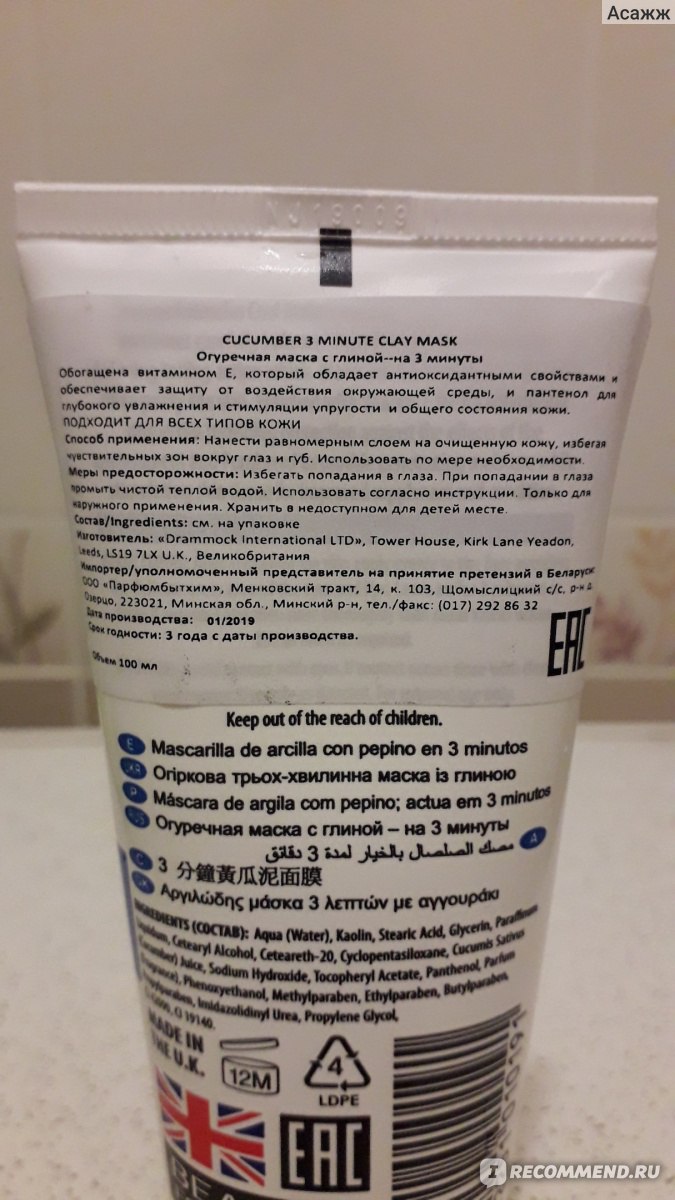 Асажж
NJ19009
CUCUMBER 3 MINUTE CLAY MASK
Огуречная маска с глиной--на 3 минуты
Обогащена витамином Е, который обладает антиоксидантными свойствами и
обеспечивает защиту от воздействия окружающей среды, и пантенол для
глубокого увлажнения и стимуляции упругости и общего состояния кожи.
ПОДХОДИТ ДЛЯ ВСЕХ ТИПОВ КОЖИ
Способ применения: Нанести равномерным слоем на очищенную кожу, избегая
чувствительных зон вокруг глаз и губ. Использовать по мере необходимости.
Меры предосторожности: Избегать попадания в глаза. При попадании в глаза
промыть чистой теплой водой. Использовать согласно инструкции. Только для
наружного применения. Хранить в недоступном для детей месте.
Состав/Ingredients: см. на упаковке
Изготовитель: «Drammock International LTD», Tower House, Kirk Lane Yeadon,
Leeds, LS19 7LX U.K., Великобритания
Импортер/уполномоченный представитель на принятие претензий в Беларуси:
ООО «Парфюмбытхим», Менковский тракт, 14, к. 103, Щомыслицкий с/с, р-н д.
Озерцо, 223021, Минская обл., Минский р-н, тел./факс: (017) 292 86 32
Дата производства: 01/2019
Срок годности: 3 года с даты производства.
EAC
Объем 100 мл
Keep out of the reach of children.
E Mascarilla de arcilla con pepino en 3 minutos
UKR Огіркова трьох-хвилинна маска із глиною
P Máscara de argila com pepino; actua em 3 minutos
RUS Огуречная маска с глиной – на 3 минуты
مصك الصلصال بالخيار لمدة 3 دقائق A
C 3 分鐘黃瓜泥面膜
Αργιλώδης μάσκα 3 λεπτών με αγγουράκι
INGREDIENTS (СОСТАВ): Aqua (Water), Kaolin, Stearic Acid, Glycerin, Paraffinum
Liquidum, Cetearyl Alcohol, Ceteareth-20, Cyclopentasiloxane, Cucumis Sativus
(Cucumber) Juice, Sodium Hydroxide, Tocopheryl Acetate, Panthenol, Parfum
(Fragrance), Phenoxyethanol, Methylparaben, Ethylparaben, Butylparaben,
Propylparaben, Imidazolidinyl Urea, Propylene Glycol,
19140.
MADE IN
THE U.K.
12M
4
LDPE
EAC
IRECOMMEND.RU